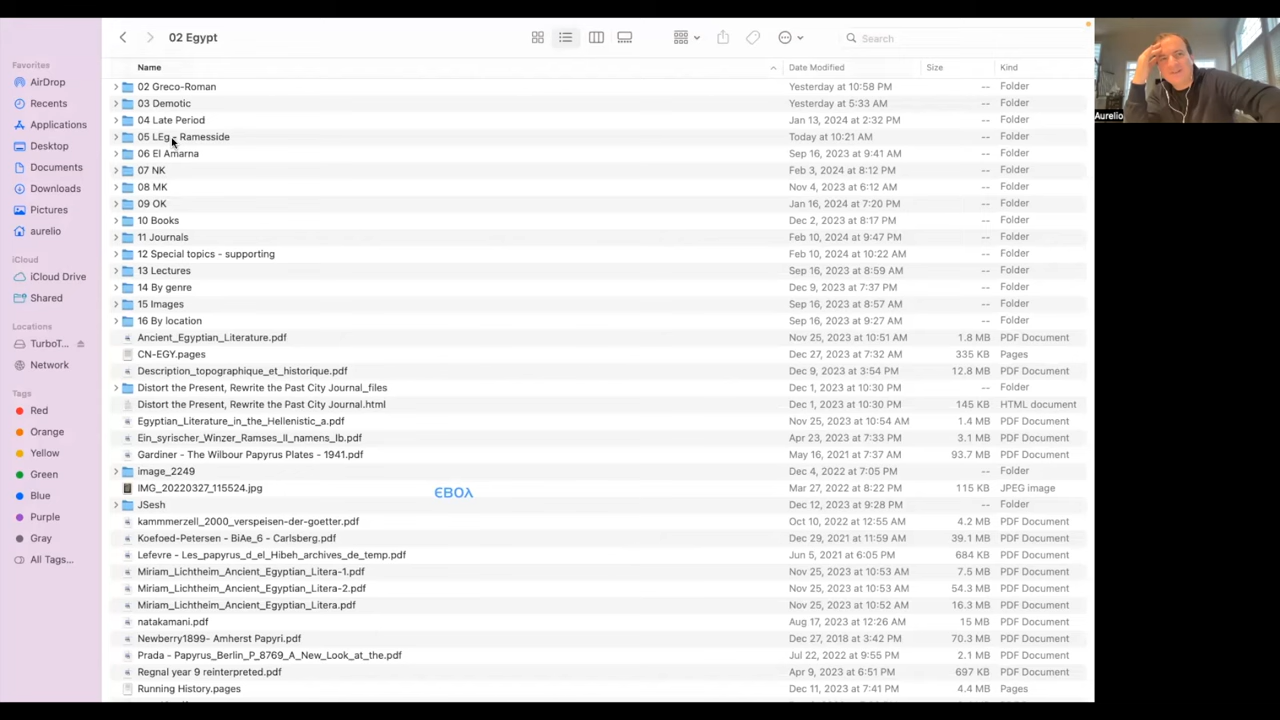 02 Egypt
Search
Aurelio
Favorites
AirDrop
Recents
Applications
Desktop
Documents
Downloads
Pictures
aurelio
iCloud
iCloud Drive
Shared
Locations
TurboT...
Network
Tags
Red
Orange
Yellow
Green
Blue
Purple
Gray
All Tags...
Name Date Modified Size Kind
02 Greco-Roman Yesterday at 10:58 PM -- Folder
03 Demotic Yesterday at 5:33 AM -- Folder
04 Late Period Jan 13, 2024 at 2:32 PM -- Folder
05 LEg - Ramesside Today at 10:21 AM -- Folder
06 El Amarna Sep 16, 2023 at 9:41 AM -- Folder
07 NK Feb 3, 2024 at 8:12 PM -- Folder
08 MK Nov 4, 2023 at 6:12 AM -- Folder
09 OK Jan 16, 2024 at 7:20 PM -- Folder
10 Books Dec 2, 2023 at 8:17 PM -- Folder
11 Journals Feb 10, 2024 at 9:47 PM -- Folder
12 Special topics - supporting Feb 10, 2024 at 10:22 AM -- Folder
13 Lectures Sep 16, 2023 at 8:59 AM -- Folder
14 By genre Dec 9, 2023 at 7:37 PM -- Folder
15 Images Sep 16, 2023 at 8:57 AM -- Folder
16 By location Sep 16, 2023 at 9:27 AM -- Folder
Ancient_Egyptian_Literature.pdf Nov 25, 2023 at 10:51 AM 1.8 MB PDF Document
CN-EGY.pages Dec 27, 2023 at 7:32 AM 335 KB Pages
Description_topographique_et_historique.pdf Dec 9, 2023 at 3:54 PM 12.8 MB PDF Document
Distort the Present, Rewrite the Past City Journal_files Dec 1, 2023 at 10:30 PM -- Folder
Distort the Present, Rewrite the Past City Journal.html Dec 1, 2023 at 10:30 PM 145 KB HTML document
Egyptian_Literature_in_the_Hellenistic_a.pdf Nov 25, 2023 at 10:54 AM 1.4 MB PDF Document
Ein_syrischer_Winzer_Ramses_II_namens_Ib.pdf Apr 23, 2023 at 7:33 PM 3.1 MB PDF Document
Gardiner - The Wilbour Papyrus Plates - 1941.pdf May 16, 2021 at 7:37 AM 93.7 MB PDF Document
image_2249 Dec 4, 2022 at 7:05 PM -- Folder
IMG_20220327_115524.jpg Mar 27, 2022 at 8:22 PM 115 KB JPEG image
ⲈⲂⲞⲖ
JSesh Dec 12, 2023 at 9:28 PM -- Folder
kammmerzell_2000_verspeisen-der-goetter.pdf Oct 10, 2022 at 12:55 AM 4.2 MB PDF Document
Koefoed-Petersen - BiAe_6 - Carlsberg.pdf Dec 29, 2021 at 11:59 AM 39.1 MB PDF Document
Lefevre - Les_papyrus_d_el_Hibeh_archives_de_temp.pdf Jun 5, 2021 at 6:05 PM 684 KB PDF Document
Miriam_Lichtheim_Ancient_Egyptian_Litera-1.pdf Nov 25, 2023 at 10:53 AM 7.5 MB PDF Document
Miriam_Lichtheim_Ancient_Egyptian_Litera-2.pdf Nov 25, 2023 at 10:53 AM 54.3 MB PDF Document
Miriam_Lichtheim_Ancient_Egyptian_Litera.pdf Nov 25, 2023 at 10:52 AM 16.3 MB PDF Document
natakamani.pdf Aug 17, 2023 at 12:26 AM 15 MB PDF Document
Newberry1899- Amherst Papyri.pdf Dec 27, 2018 at 3:42 PM 70.3 MB PDF Document
Prada - Papyrus_Berlin_P_8769_A_New_Look_at_the.pdf Jul 22, 2022 at 9:55 PM 2.1 MB PDF Document
Regnal year 9 reinterpreted.pdf Apr 9, 2023 at 6:51 PM 697 KB PDF Document
Running History.pages Dec 11, 2023 at 7:41 PM 4.4 MB Pages